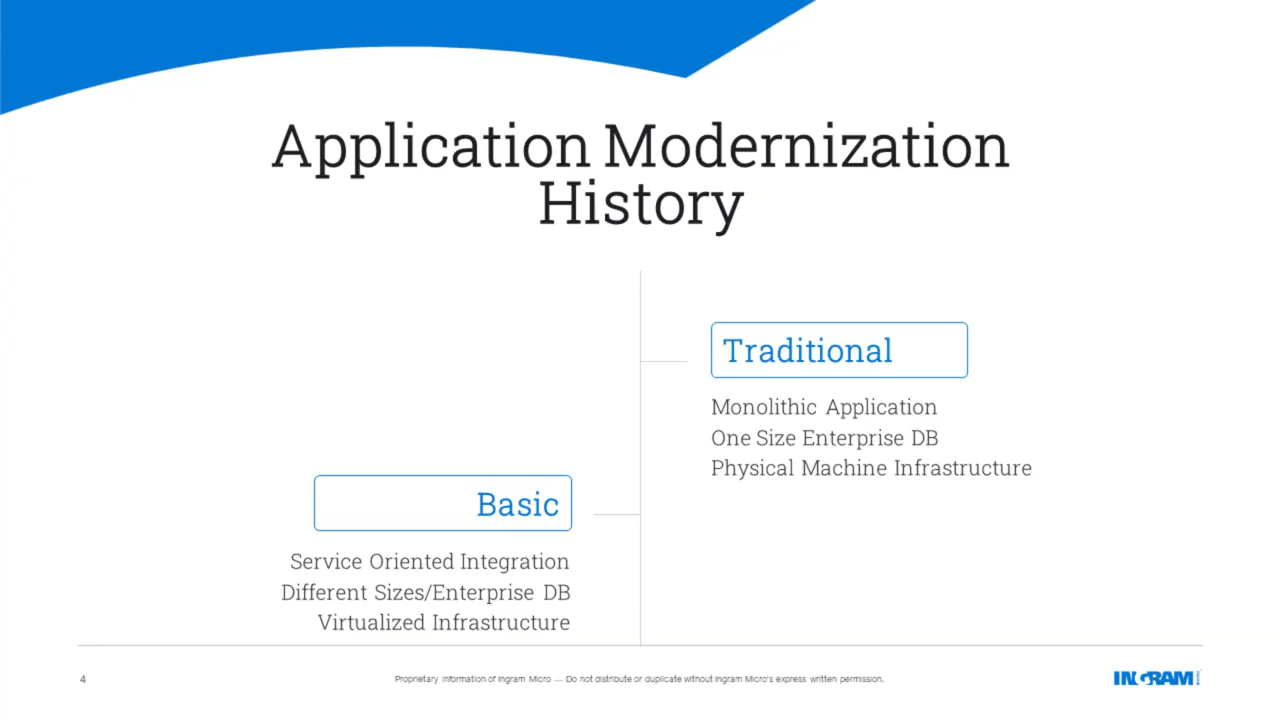 Application Modernization
History
Traditional
Monolithic Application
One Size Enterprise DB
Physical Machine Infrastructure
Basic
Service Oriented Integration
Different Sizes/Enterprise DB
Virtualized Infrastructure
4
Proprietary information of Ingram Micro — Do not distribute or duplicate without Ingram Micro's express written permission.
INGRAM